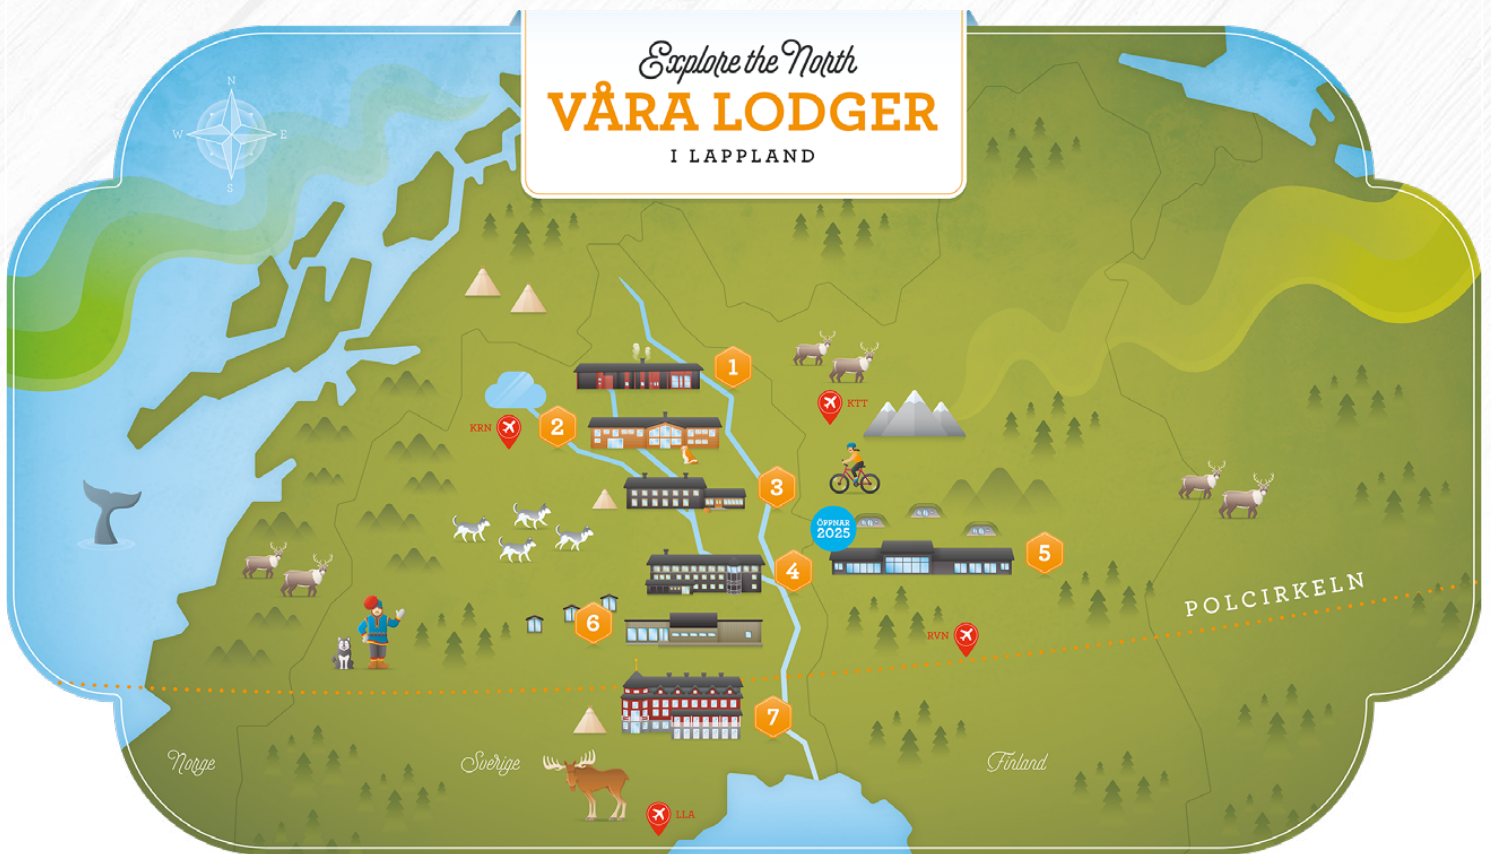 Explore the North
VÅRA LODGER
I LAPPLAND
N
W E
S
1
KTT
KRN
2
3
ÖPPNAR
2025
5
4
POLCIRKELN
6
RVN
7
Norge
Sverige
Finland
LLA